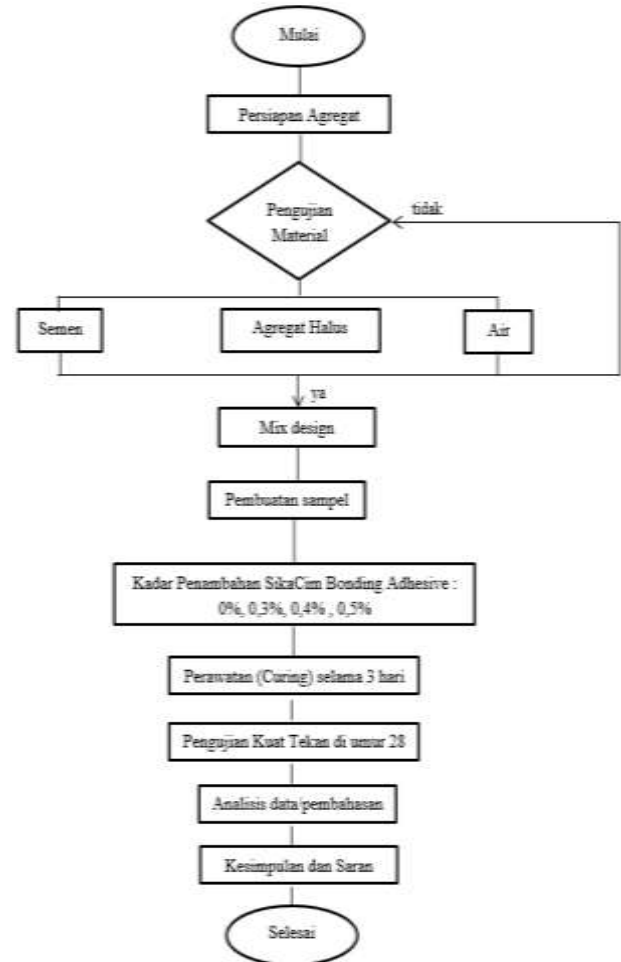 Mulai
Persiapan Agregat
Pengujian
Material
tidak
Semen
Agregat Halus
Air
ya
Mix design
Pembuatan sampel
Kadar Penambahan SikaCim Bonding Adhesive :
0%, 0,3%, 0,4% , 0,5%
Perawatan (Curing) selama 3 hari
Pengujian Kuat Tekan di umur 28
Analisis data/pembahasan
Kesimpulan dan Saran
Selesai